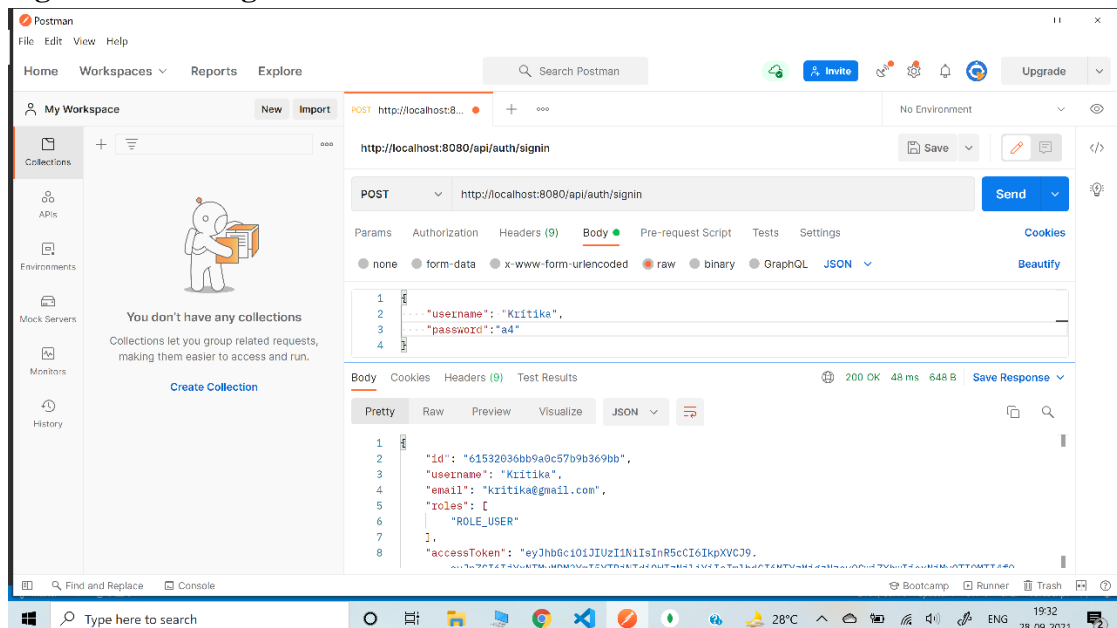 Postman
File Edit View Help
Home Workspaces Reports Explore Search Postman Invite Upgrade
My Workspace New Import POST http://localhost:8... No Environment
Collections
http://localhost:8080/api/auth/signin Save
APIs
POST http://localhost:8080/api/auth/signin Send
Params Authorization Headers (9) Body Pre-request Script Tests Settings Cookies
Environments
none form-data x-www-form-urlencoded raw binary GraphQL JSON Beautify
1 {
2 "username": "Kritika",
3 "password":"a4"
4 }
Mock Servers
You don't have any collections
Collections let you group related requests,
making them easier to access and run.
Create Collection
Monitors
History
Body Cookies Headers (9) Test Results 200 OK 48 ms 648 B Save Response
Pretty Raw Preview Visualize JSON
1 {
2 "id": "61532036bb9a0c57b9b369bb",
3 "username": "Kritika",
4 "email": "kritika@gmail.com",
5 "roles": [
6 "ROLE_USER"
7 ],
8 "accessToken": "eyJhbGciOiJIUzI1NiIsInR5cCI6IkpXVCJ9.
Find and Replace Console Bootcamp Runner Trash
Type here to search 28°C ENG 19:32
28-09-2021